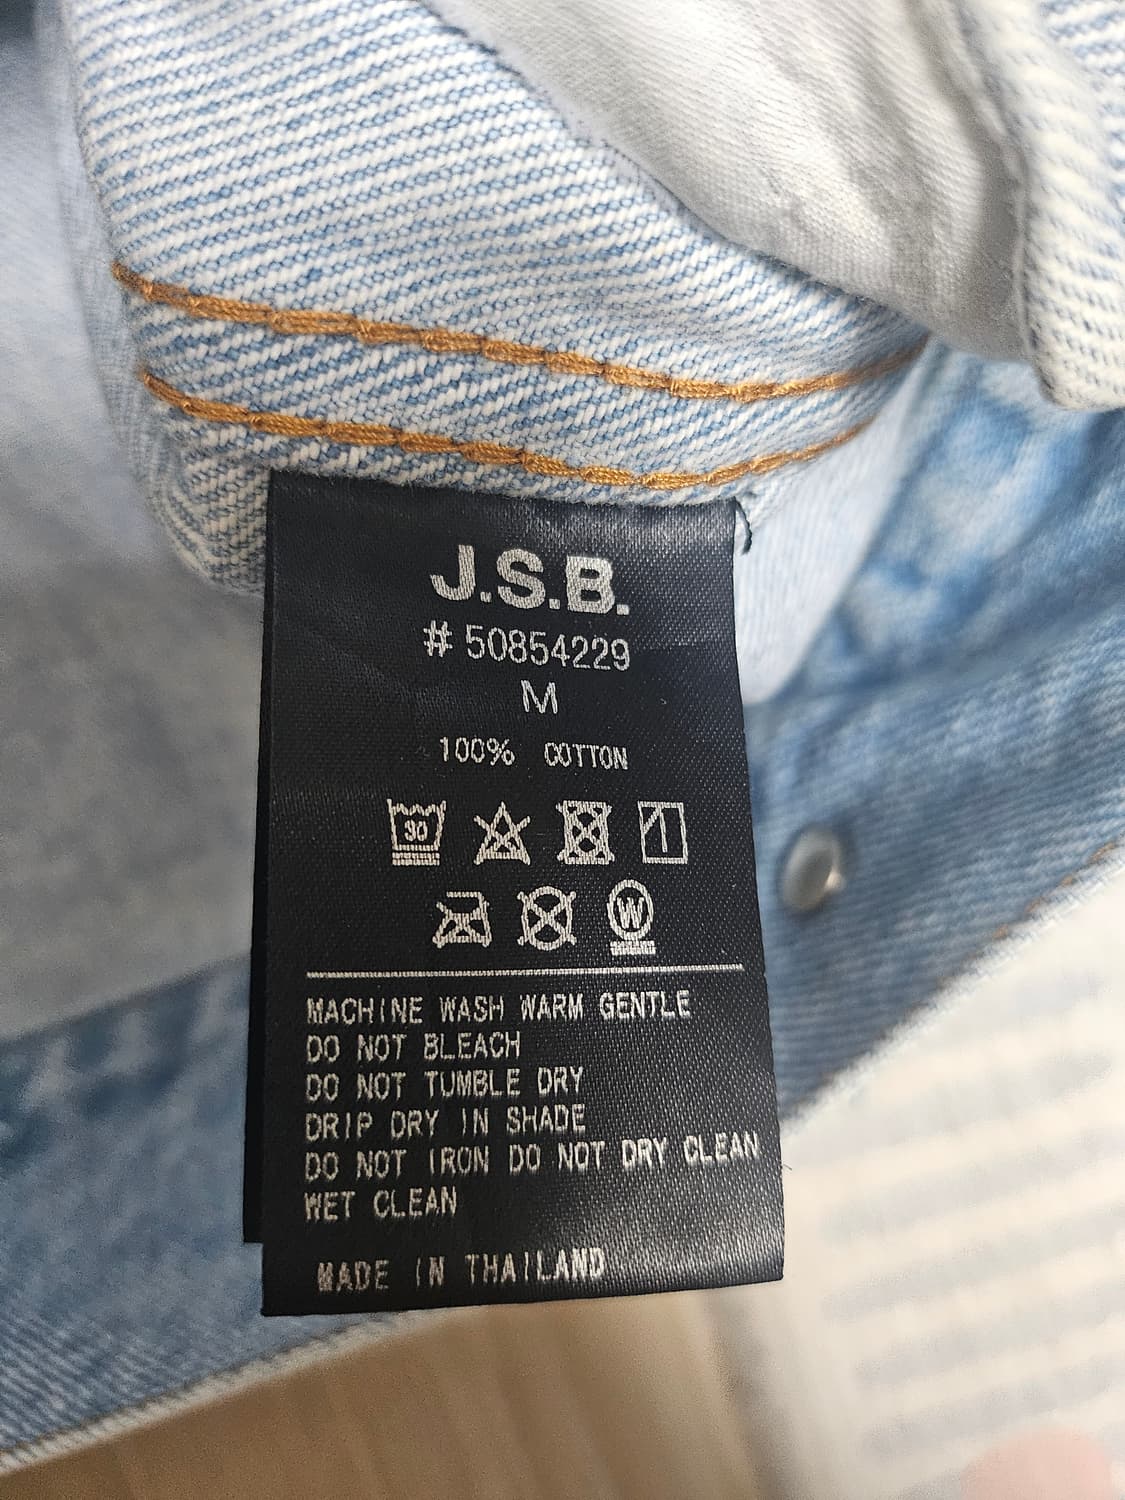 J.S.B.
# 50854229
M
100% COTTON
30
W
MACHINE WASH WARM GENTLE
DO NOT BLEACH
DO NOT TUMBLE DRY
DRIP DRY IN SHADE
DO NOT IRON DO NOT DRY CLEAN
WET CLEAN
MADE IN THAILAND